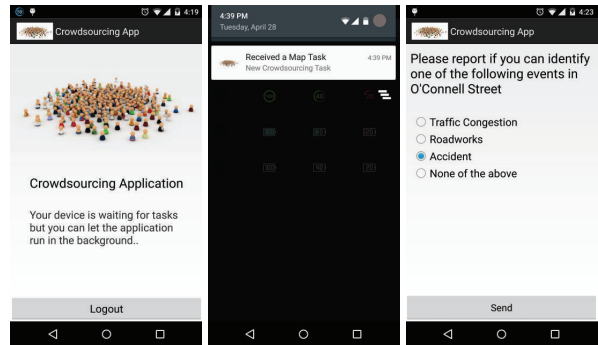 4:19
Crowdsourcing App
Crowdsourcing Application
Your device is waiting for tasks
but you can let the application
run in the background..
Logout
4:39 PM
Tuesday, April 28
Received a Map Task
4:39 PM
New Crowdsourcing Task
4:23
Crowdsourcing App
Please report if you can identify
one of the following events in
O'Connell Street
Traffic Congestion
Roadworks
Accident
None of the above
Send